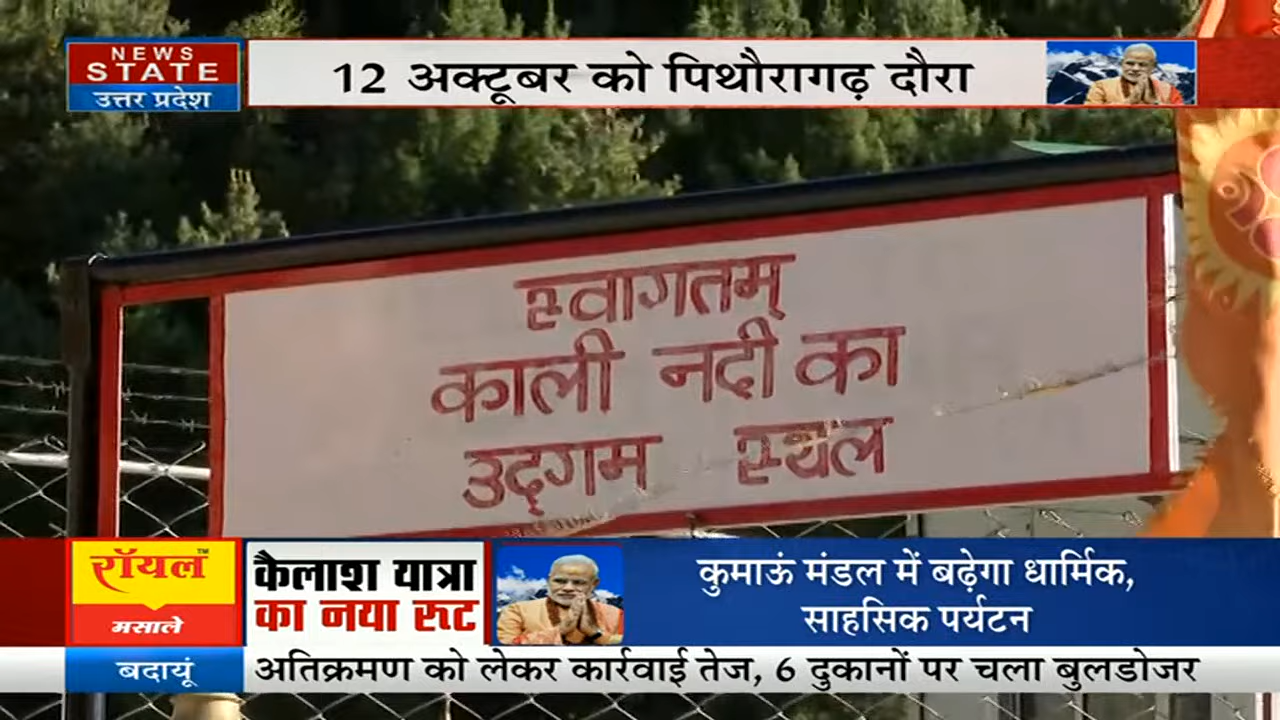 NEWS
STATE
उत्तर प्रदेश
12 अक्टूबर को पिथौरागढ़ दौरा
स्वागतम्
काली नदी का
उद्गम स्थल
रॉयल™
मसाले
कैलाश यात्रा
का नया रूट
कुमाऊं मंडल में बढ़ेगा धार्मिक,
साहसिक पर्यटन
बदायूं
अतिक्रमण को लेकर कार्रवाई तेज, 6 दुकानों पर चला बुलडोजर